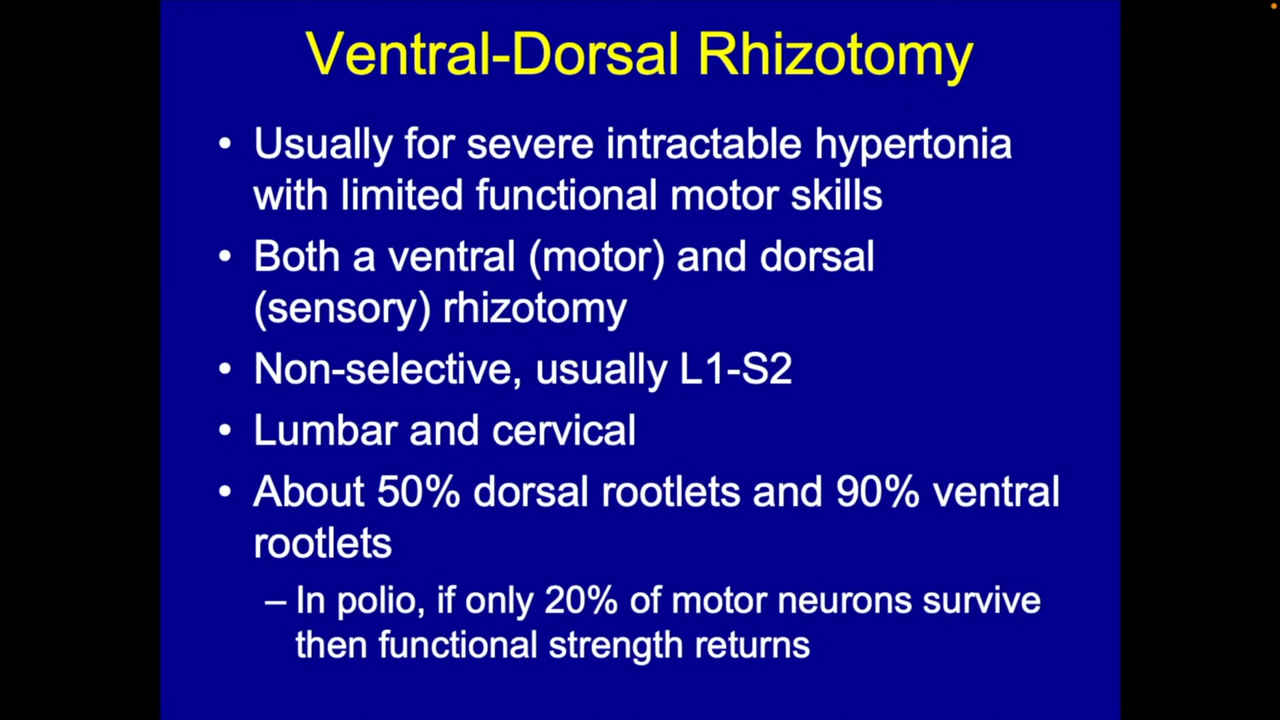 Ventral-Dorsal Rhizotomy
• Usually for severe intractable hypertonia
with limited functional motor skills
• Both a ventral (motor) and dorsal
(sensory) rhizotomy
• Non-selective, usually L1-S2
• Lumbar and cervical
• About 50% dorsal rootlets and 90% ventral
rootlets
– In polio, if only 20% of motor neurons survive
then functional strength returns